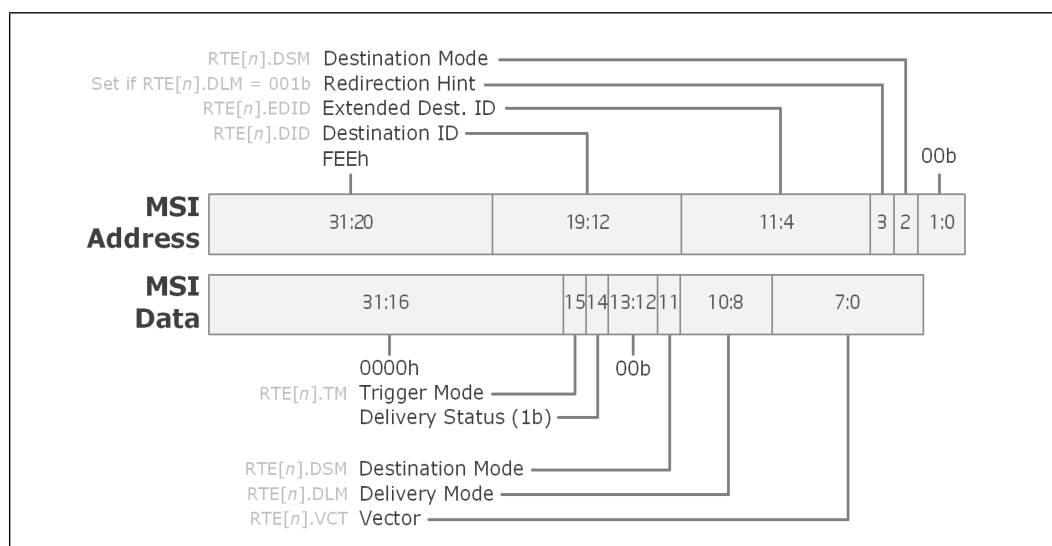 RTE[n].DSM Destination Mode
Set if RTE[n].DLM = 001b Redirection Hint
RTE[n].EDID Extended Dest. ID
RTE[n].DID Destination ID
FEEh 00b
MSI Address
31:20 19:12 11:4 3 2 1:0
MSI Data
31:16 15 14 13:12 11 10:8 7:0
0000h 00b
RTE[n].TM Trigger Mode
Delivery Status (1b)
RTE[n].DSM Destination Mode
RTE[n].DLM Delivery Mode
RTE[n].VCT Vector